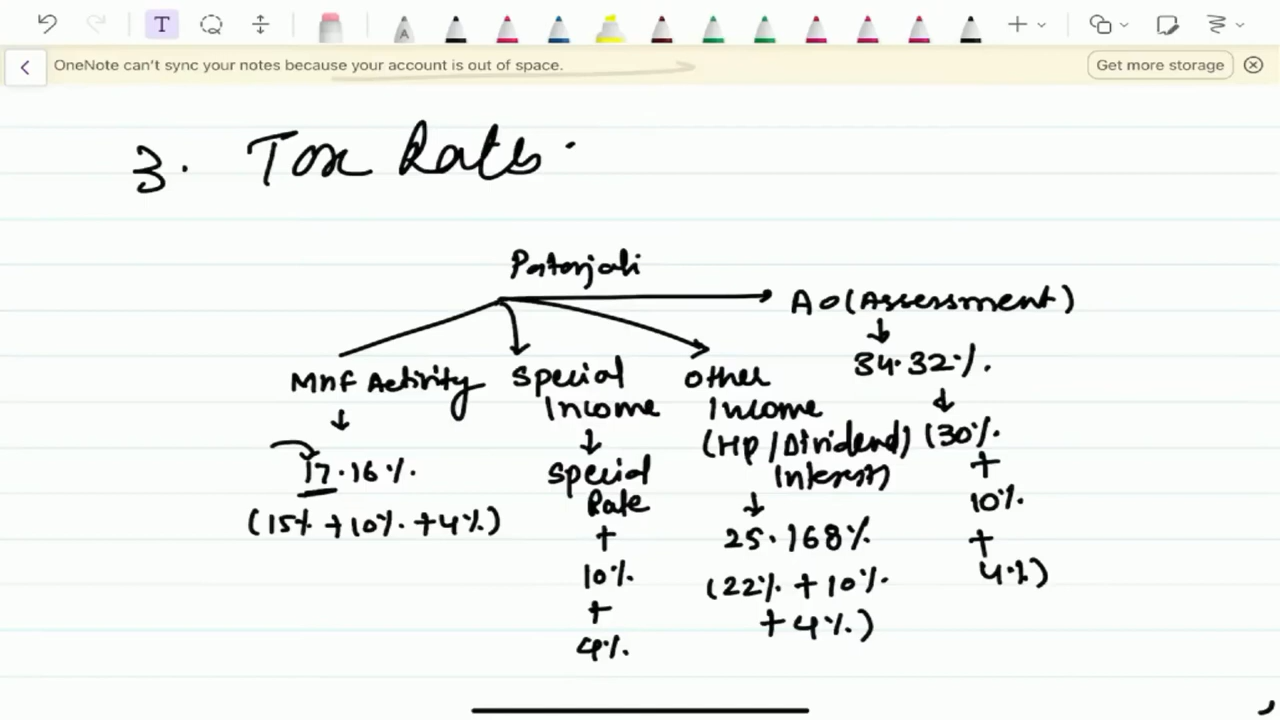 OneNote can't sync your notes because your account is out of space.
Get more storage
3. Tax Rates
Patanjali
AO (Assessment)
34.32%.
(30%.
+
10%.
+
4%)
Mnf Activity
17.16%.
(15% + 10%. + 4%)
Special
Income
Special
Rate
+
10%.
+
4%.
Other
Income
(HP / Dividend)
Interest
25.168%
(22% + 10%.
+ 4%.)